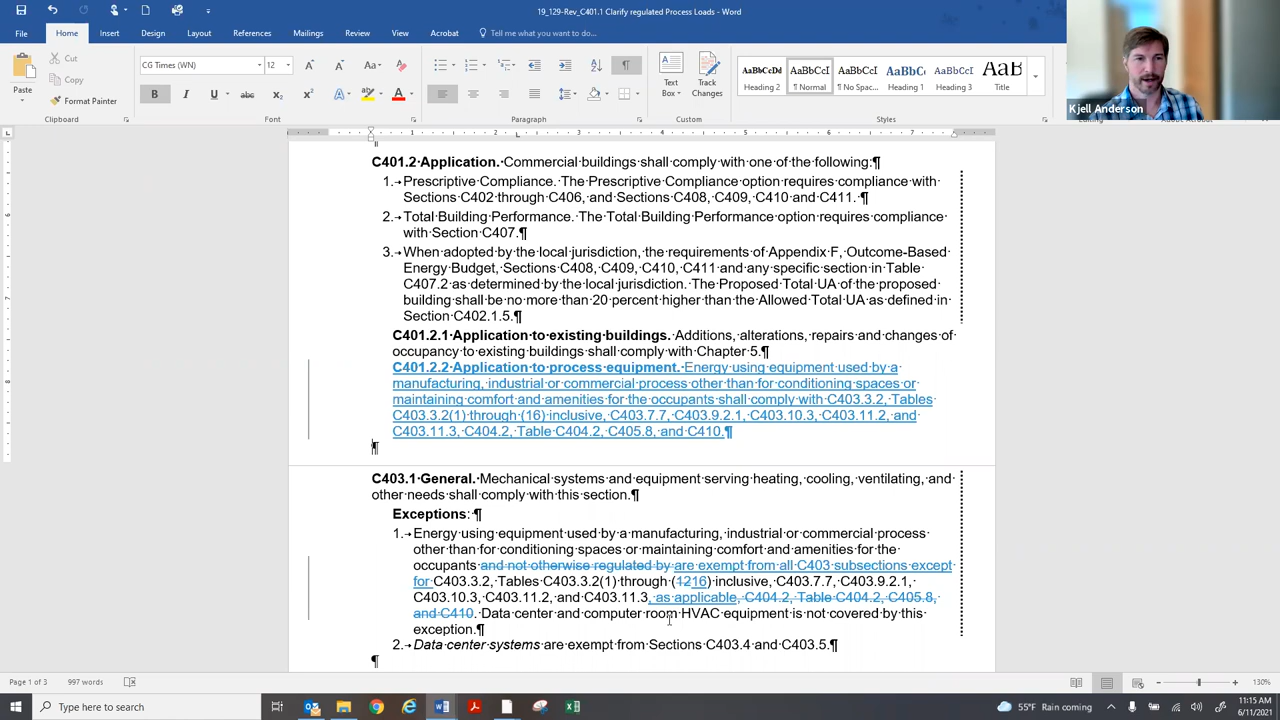 19_129-Rev_C401.1 Clarify regulated Process Loads - Word
File Home Insert Draw Design Layout References Mailings Review View Acrobat Tell me what you want to do...
Cut
Copy
Format Painter
Paste
CG Times (WN) 12
Text Box
Track Changes
AaBbCcDd AaBbCcI AaBbCcI AaBbC AaBbCcI AaB
Heading 2 ¶ Normal ¶ No Spac... Heading 1 Heading 3 Title
Clipboard Font Paragraph Custom Styles
Kjell Anderson
C401.2 Application. Commercial buildings shall comply with one of the following:¶
1. Prescriptive Compliance. The Prescriptive Compliance option requires compliance with
Sections C402 through C406, and Sections C408, C409, C410 and C411. ¶
2. Total Building Performance. The Total Building Performance option requires compliance
with Section C407.¶
3. When adopted by the local jurisdiction, the requirements of Appendix F, Outcome-Based
Energy Budget, Sections C408, C409, C410, C411 and any specific section in Table
C407.2 as determined by the local jurisdiction. The Proposed Total UA of the proposed
building shall be no more than 20 percent higher than the Allowed Total UA as defined in
Section C402.1.5.¶
C401.2.1 Application to existing buildings. Additions, alterations, repairs and changes of
occupancy to existing buildings shall comply with Chapter 5.¶
C401.2.2 Application to process equipment. Energy using equipment used by a
manufacturing, industrial or commercial process other than for conditioning spaces or
maintaining comfort and amenities for the occupants shall comply with C403.3.2, Tables
C403.3.2(1) through (16) inclusive, C403.7.7, C403.9.2.1, C403.10.3, C403.11.2, and
C403.11.3, C404.2, Table C404.2, C405.8, and C410.¶
¶
C403.1 General. Mechanical systems and equipment serving heating, cooling, ventilating, and
other needs shall comply with this section.¶
Exceptions: ¶
1. Energy using equipment used by a manufacturing, industrial or commercial process
other than for conditioning spaces or maintaining comfort and amenities for the
occupants and not otherwise regulated by are exempt from all C403 subsections except
for C403.3.2, Tables C403.3.2(1) through (1216) inclusive, C403.7.7, C403.9.2.1,
C403.10.3, C403.11.2, and C403.11.3, as applicable, C404.2, Table C404.2, C405.8,
and C410. Data center and computer room HVAC equipment is not covered by this
exception.¶
2. Data center systems are exempt from Sections C403.4 and C403.5.¶
¶
Page 1 of 3 997 words 130%
Type here to search 55°F Rain coming 11:15 AM
6/11/2021